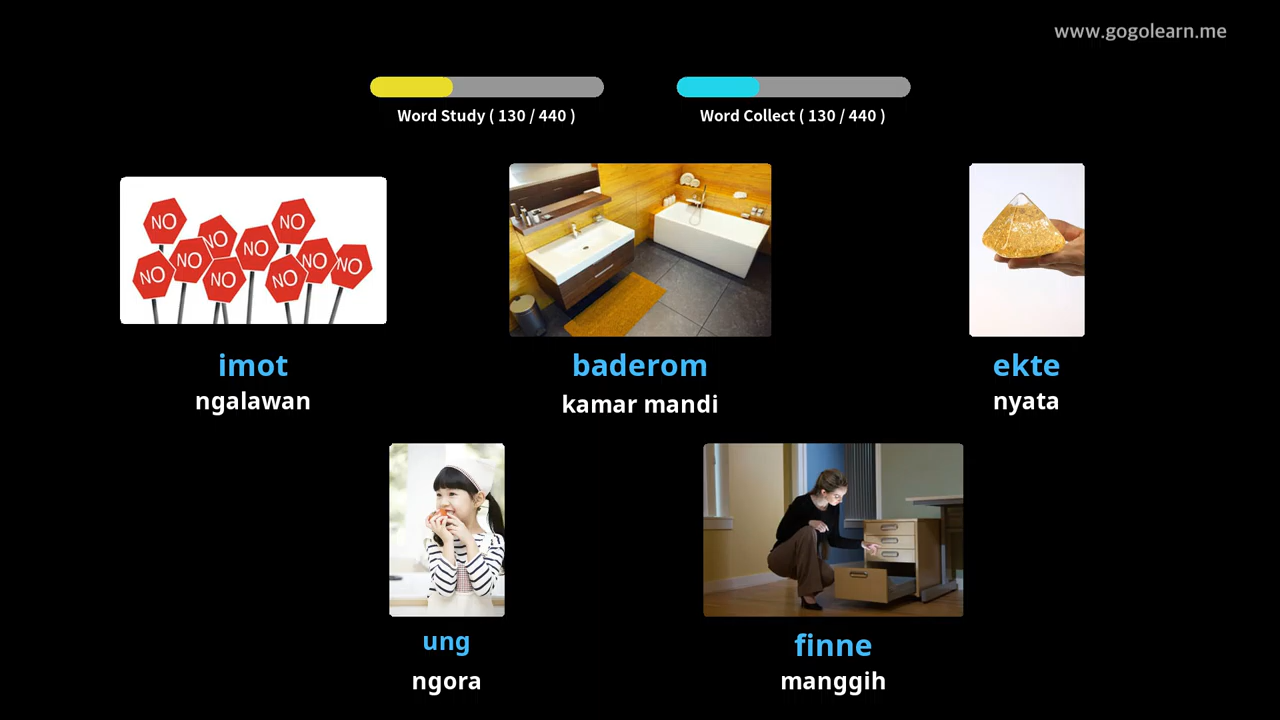 www.gogolearn.me
Word Study ( 130 / 440 )
Word Collect ( 130 / 440 )
NO
NO
NO
NO
NO
NO
NO
NO
NO
NO
imot
ngalawan
baderom
kamar mandi
ekte
nyata
ung
ngora
finne
manggih